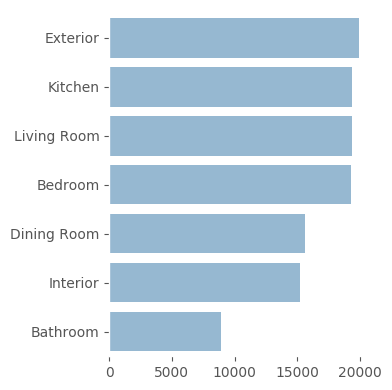 Exterior
Kitchen
Living Room
Bedroom
Dining Room
Interior
Bathroom
0 5000 10000 15000 20000